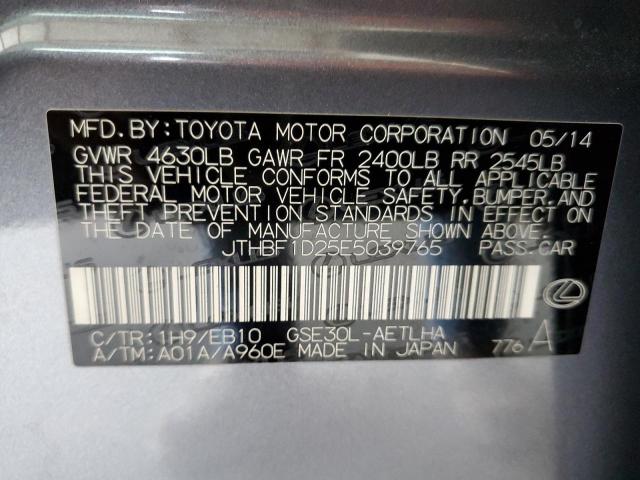 MFD. BY: TOYOTA MOTOR CORPORATION 05/14
GVWR 4630LB GAWR FR 2400LB RR 2545LB
THIS VEHICLE CONFORMS TO ALL APPLICABLE
FEDERAL MOTOR VEHICLE SAFETY, BUMPER, AND
THEFT PREVENTION STANDARDS IN EFFECT ON
THE DATE OF MANUFACTURE SHOWN ABOVE.
JTHBF1D25E5039765 PASS.CAR
C/TR: 1H9/EB10 GSE30L-AETLHA
A/TM: A01A/A960E MADE IN JAPAN 776 A